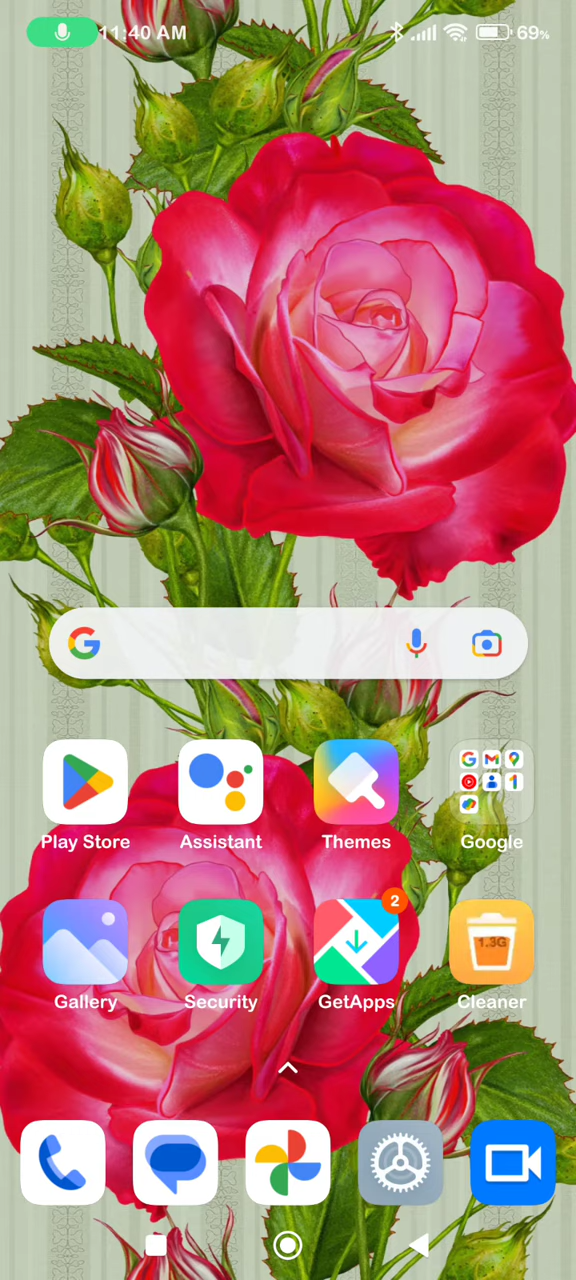 11:40 AM 69%
Play Store Assistant Themes Google
2
1.3G
Gallery Security GetApps Cleaner